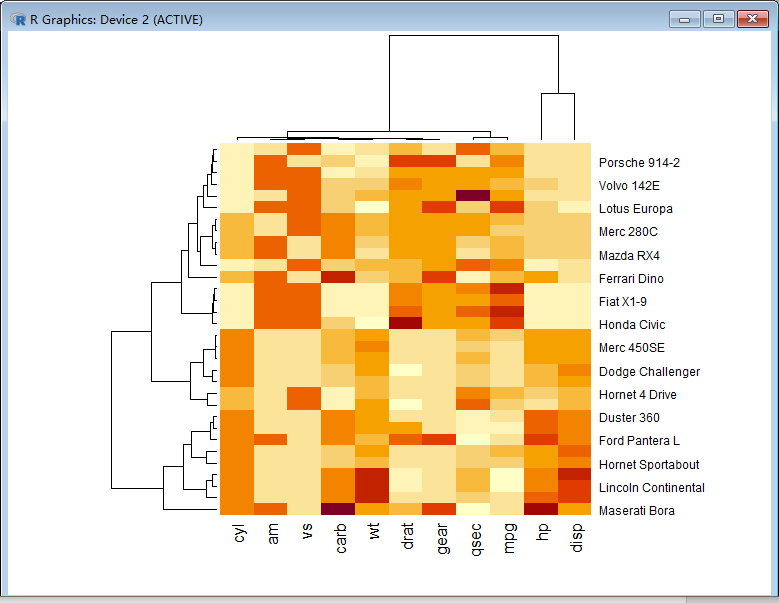 R Graphics: Device 2 (ACTIVE)
Porsche 914-2
Volvo 142E
Lotus Europa
Merc 280C
Mazda RX4
Ferrari Dino
Fiat X1-9
Honda Civic
Merc 450SE
Dodge Challenger
Hornet 4 Drive
Duster 360
Ford Pantera L
Hornet Sportabout
Lincoln Continental
Maserati Bora
cyl
am
vs
carb
wt
drat
gear
qsec
mpg
hp
disp